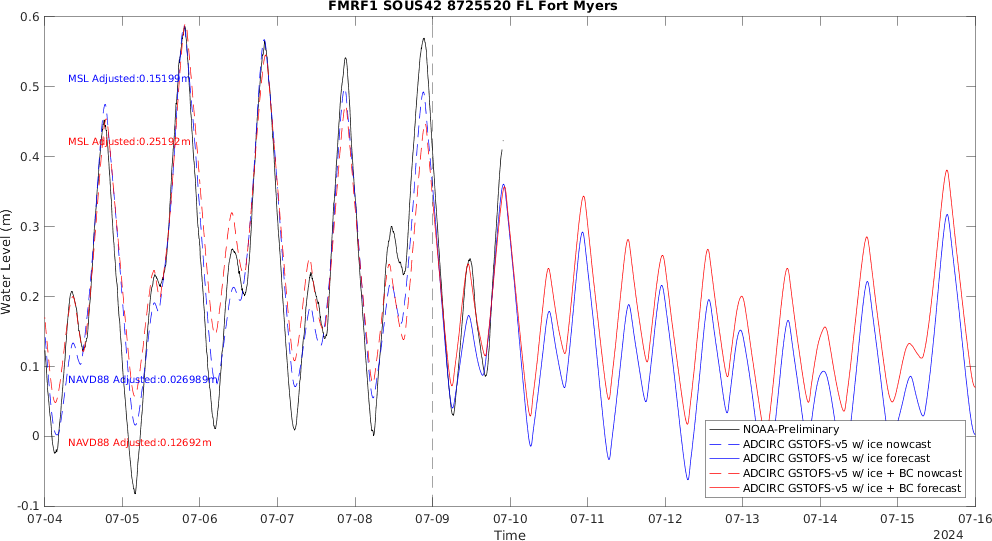 FMRF1 SOUS42 8725520 FL Fort Myers
0.6
0.5
0.4
0.3
0.2
0.1
0
-0.1
Water Level (m)
MSL Adjusted:0.15199m
MSL Adjusted:0.25192m
NAVD88 Adjusted:0.026989m
NAVD88 Adjusted:0.12692m
NOAA-Preliminary
ADCIRC GSTOFS-v5 w/ ice nowcast
ADCIRC GSTOFS-v5 w/ ice forecast
ADCIRC GSTOFS-v5 w/ ice + BC nowcast
ADCIRC GSTOFS-v5 w/ ice + BC forecast
07-04 07-05 07-06 07-07 07-08 07-09 07-10 07-11 07-12 07-13 07-14 07-15 07-16
Time
2024